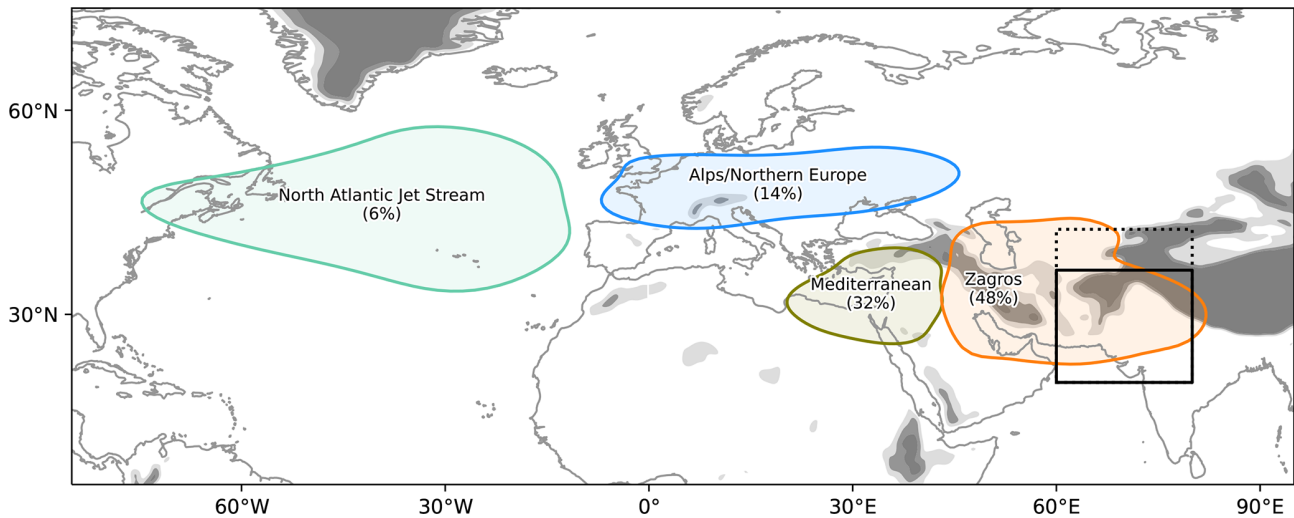 60°N
30°N
North Atlantic Jet Stream
(6%)
Alps/Northern Europe
(14%)
Mediterranean
(32%)
Zagros
(48%)
60°W
30°W
0°
30°E
60°E
90°E